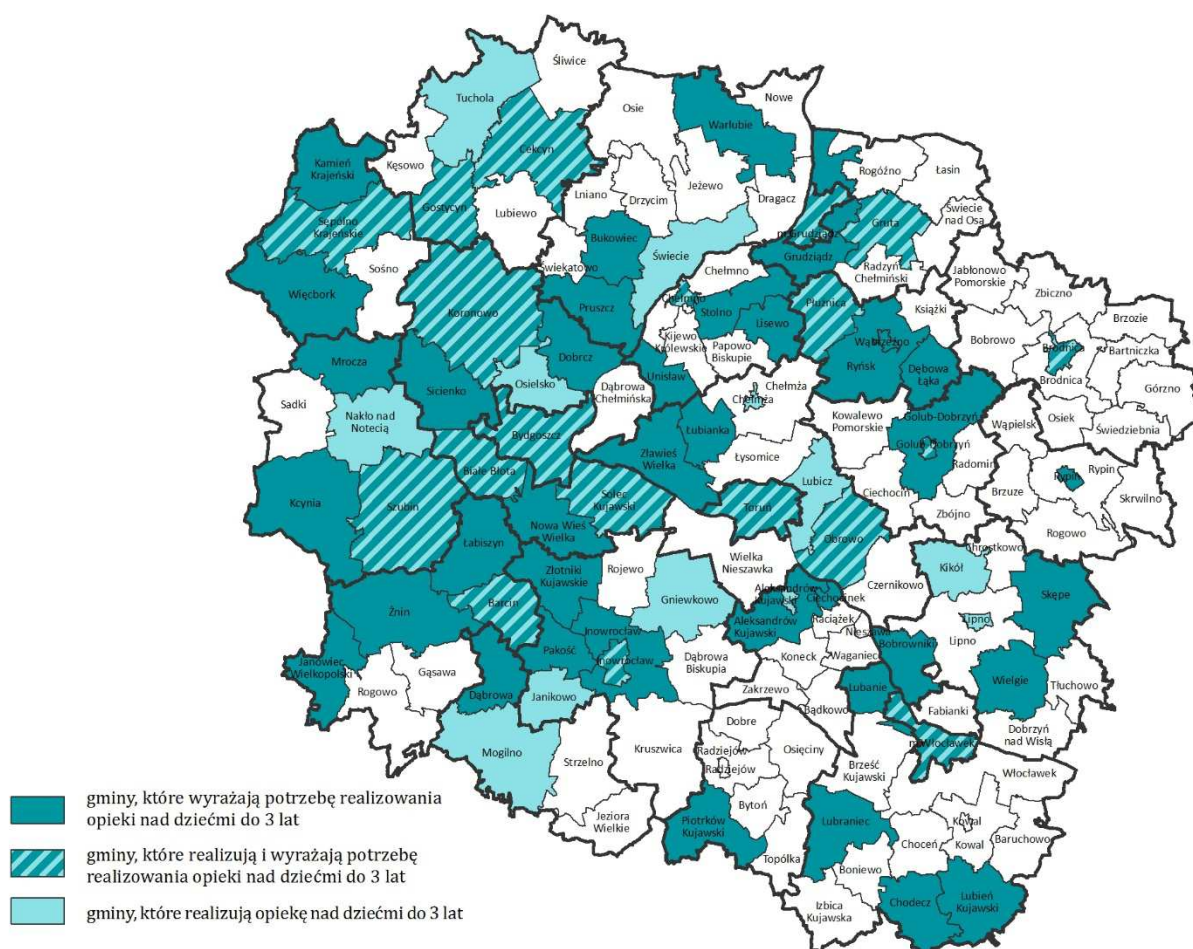 Śliwice
Tuchola
Osie
Nowe
Warlubie
Cekcyn
Kamień
Krajeński
Kęsowo
Rogóźno
Łasin
Jeżewo
Lniano
Drzycim
Dragacz
Gostycyn
Lubiewo
Świecie
nad Osą
Sępolno
Krajeńskie
m.Grudziądz
Gruta
Bukowiec
Świekatowo
Świecie
Grudziądz
Sośno
Chełmno
Radzyń
Chełmiński
Jabłonowo
Pomorskie
Zbiczno
Więcbork
Koronowo
Pruszcz
Chełmno
Stolno
Lisewo
Płużnica
Książki
Brzozie
Kijewo
Królewskie
Papowo
Biskupie
Wąbrzeźno
Bobrowo
Brodnica
Bartniczka
Mrocza
Dobrcz
Ryńsk
Dębowa
Łąka
Brodnica
Górzno
Sicienko
Osielsko
Unisław
Chełmża
Chełmża
Sadki
Dąbrowa
Chełmińska
Kowalewo
Pomorskie
Golub-Dobrzyń
Wąpielsk
Osiek
Świedziebnia
Nakło nad
Notecią
Bydgoszcz
Łubianka
Golub-Dobrzyń
Zławieś
Wielka
Łysomice
Radomin
Rypin
Rypin
Białe Błota
Lubicz
Ciechocin
Brzuze
Skrwilno
Kcynia
Szubin
Solec
Kujawski
Toruń
Zbójno
Rogowo
Nowa Wieś
Wielka
Łabiszyn
Obrowo
Wielka
Nieszawka
Chrostkowo
Złotniki
Kujawskie
Rojewo
Kikół
Czernikowo
Skępe
Barcin
Gniewkowo
Aleksandrów
Kujawski
Ciechocinek
Żnin
Aleksandrów
Kujawski
Raciążek
Lipno
Inowrocław
Nieszawa
Bobrowniki
Lipno
Janowiec
Wielkopolski
Pakość
Inowrocław
Dąbrowa
Biskupia
Koneck
Waganiec
Gąsawa
Rogowo
Wielgie
Tłuchowo
Dąbrowa
Janikowo
Zakrzewo
Lubanie
Bądkowo
Fabianki
Dobrzyń
nad Wisłą
Mogilno
Dobre
Kruszwica
Osięciny
m.Włocławek
Strzelno
Radziejów
Radziejów
Brześć
Kujawski
Włocławek
Bytoń
Jeziora
Wielkie
Piotrków
Kujawski
Lubraniec
Kowal
Choceń
Kowal
Baruchowo
Topólka
Boniewo
Izbica
Kujawska
Chodecz
Lubień
Kujawski
gminy, które wyrażają potrzebę realizowania
opieki nad dziećmi do 3 lat
gminy, które realizują i wyrażają potrzebę
realizowania opieki nad dziećmi do 3 lat
gminy, które realizują opiekę nad dziećmi do 3 lat